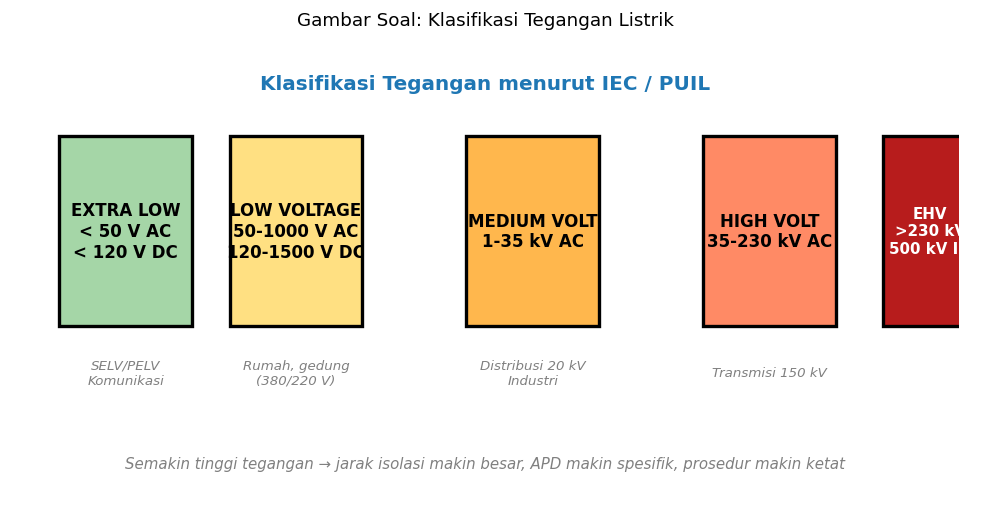 Gambar Soal: Klasifikasi Tegangan Listrik
Klasifikasi Tegangan menurut IEC / PUIL
EXTRA LOW
< 50 V AC
< 120 V DC
LOW VOLTAGE
50-1000 V AC
120-1500 V DC
MEDIUM VOLT
1-35 kV AC
HIGH VOLT
35-230 kV AC
EHV
>230 kV
500 kV
SELV/PELV
Komunikasi
Rumah, gedung
(380/220 V)
Distribusi 20 kV
Industri
Transmisi 150 kV
Semakin tinggi tegangan → jarak isolasi makin besar, APD makin spesifik, prosedur makin ketat